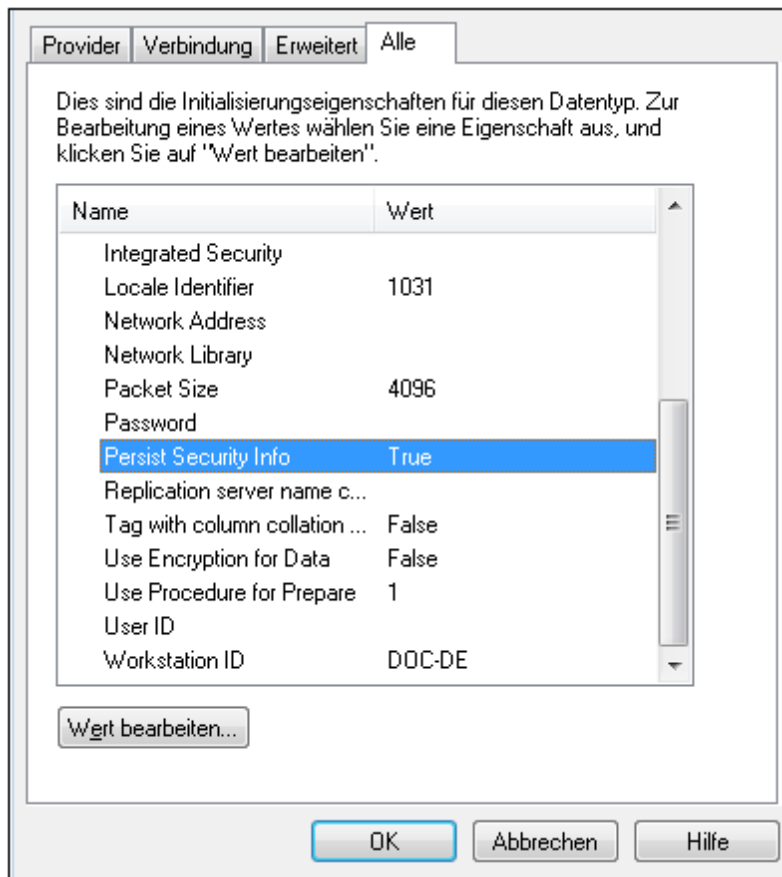 Provider Verbindung Erweitert Alle
Dies sind die Initialisierungseigenschaften für diesen Datentyp. Zur
Bearbeitung eines Wertes wählen Sie eine Eigenschaft aus, und
klicken Sie auf "Wert bearbeiten".
Name Wert
Integrated Security
Locale Identifier 1031
Network Address
Network Library
Packet Size 4096
Password
Persist Security Info True
Replication server name c...
Tag with column collation ... False
Use Encryption for Data False
Use Procedure for Prepare 1
User ID
Workstation ID DOC-DE
Wert bearbeiten...
OK Abbrechen Hilfe